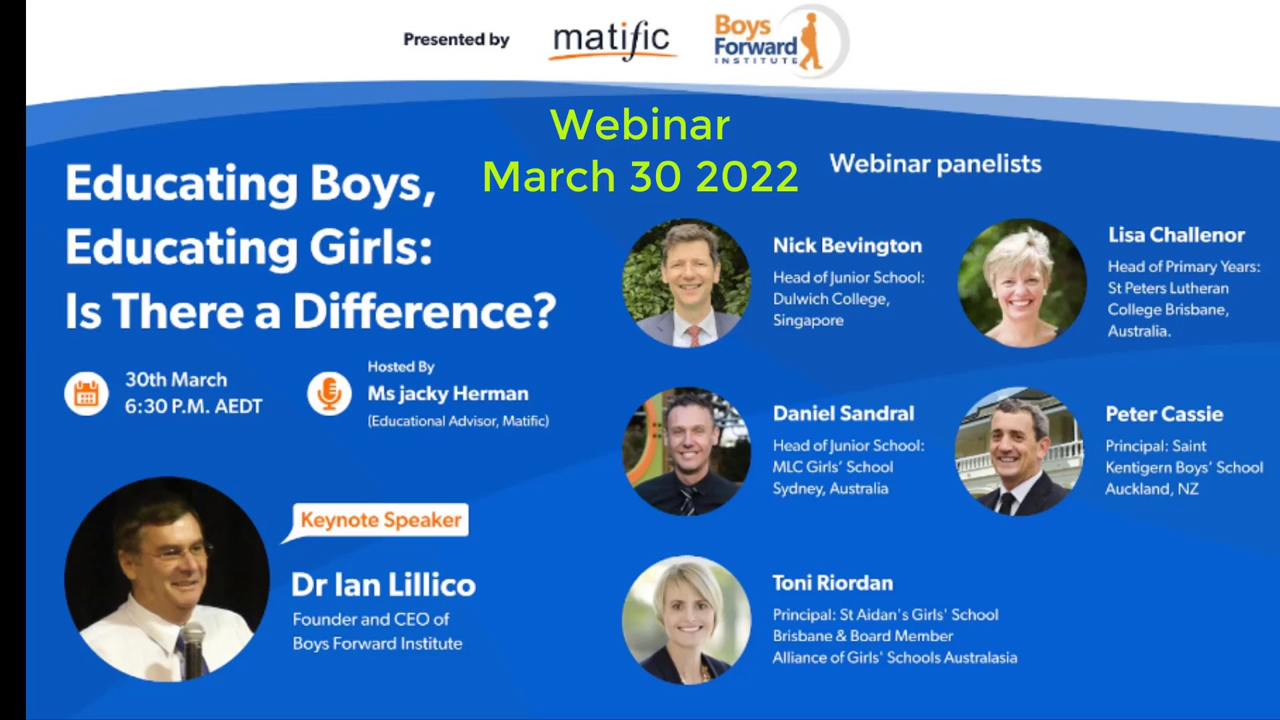 Presented by
matific
Boys
Forward
INSTITUTE
Webinar
March 30 2022
Educating Boys,
Educating Girls:
Is There a Difference?
30th March
6:30 P.M. AEDT
Hosted By
Ms jacky Herman
(Educational Advisor, Matific)
Keynote Speaker
Dr Ian Lillico
Founder and CEO of
Boys Forward Institute
Webinar panelists
Nick Bevington
Head of Junior School:
Dulwich College,
Singapore
Lisa Challenor
Head of Primary Years:
St Peters Lutheran
College Brisbane,
Australia.
Daniel Sandral
Head of Junior School:
MLC Girls' School
Sydney, Australia
Peter Cassie
Principal: Saint
Kentigern Boys' School
Auckland, NZ
Toni Riordan
Principal: St Aidan's Girls' School
Brisbane & Board Member
Alliance of Girls' Schools Australasia